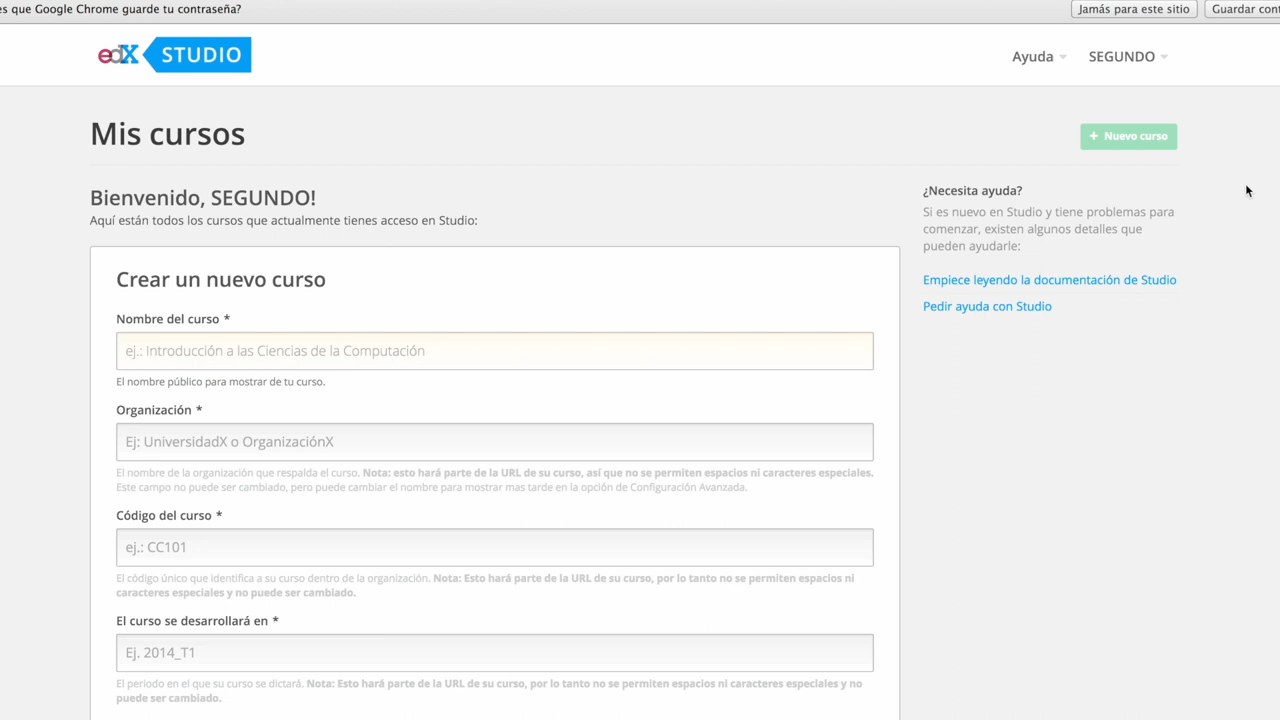 es que Google Chrome guarde tu contraseña?
Jamás para este sitio
Guardar cont
edX STUDIO
Ayuda
SEGUNDO
Mis cursos
+ Nuevo curso
Bienvenido, SEGUNDO!
Aquí están todos los cursos que actualmente tienes acceso en Studio:
¿Necesita ayuda?
Si es nuevo en Studio y tiene problemas para
comenzar, existen algunos detalles que
pueden ayudarle:
Empiece leyendo la documentación de Studio
Pedir ayuda con Studio
Crear un nuevo curso
Nombre del curso *
ej.: Introducción a las Ciencias de la Computación
El nombre público para mostrar de tu curso.
Organización *
Ej: UniversidadX o OrganizaciónX
El nombre de la organización que respalda el curso. Nota: esto hará parte de la URL de su curso, así que no se permiten espacios ni caracteres especiales.
Este campo no puede ser cambiado, pero puede cambiar el nombre para mostrar mas tarde en la opción de Configuración Avanzada.
Código del curso *
ej.: CC101
El código único que identifica a su curso dentro de la organización. Nota: Esto hará parte de la URL de su curso, por lo tanto no se permiten espacios ni
caracteres especiales y no puede ser cambiado.
El curso se desarrollará en *
Ej. 2014_T1
El periodo en el que su curso se dictará. Nota: Esto hará parte de la URL de su curso, por lo tanto no se permiten espacios ni caracteres especiales y no
puede ser cambiado.